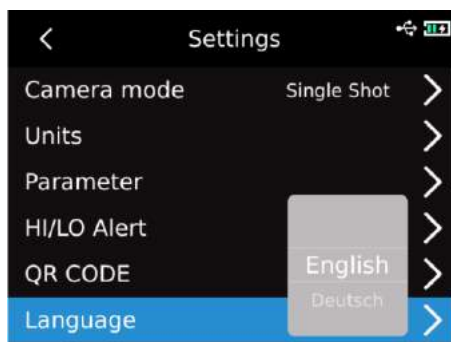 Settings
Camera mode Single Shot
Units
Parameter
HI/LO Alert
QR CODE English
Deutsch
Language